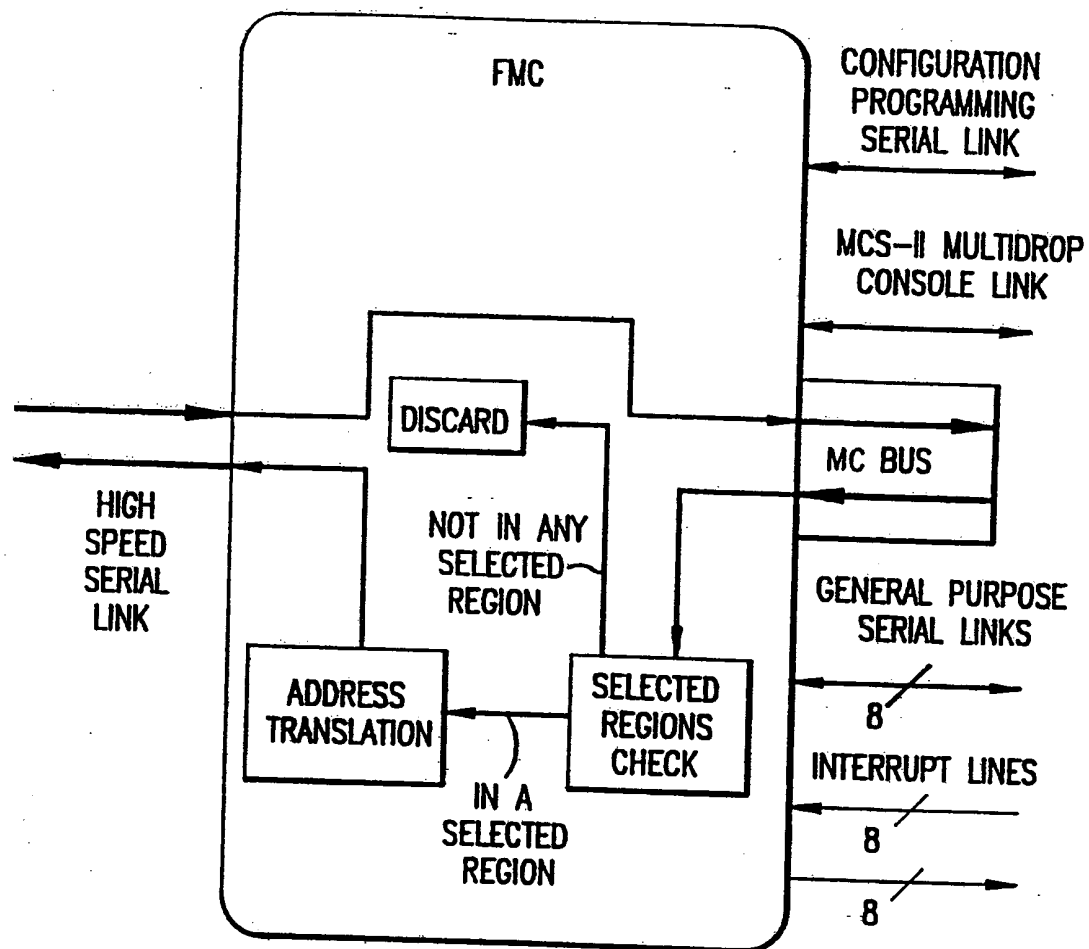 FMC
CONFIGURATION
PROGRAMMING
SERIAL LINK
MCS-II MULTIDROP
CONSOLE LINK
DISCARD
MC BUS
HIGH
SPEED
SERIAL
LINK
NOT IN ANY
SELECTED
REGION
GENERAL PURPOSE
SERIAL LINKS
8
ADDRESS
TRANSLATION
SELECTED
REGIONS
CHECK
IN A
SELECTED
REGION
INTERRUPT LINES
8
8